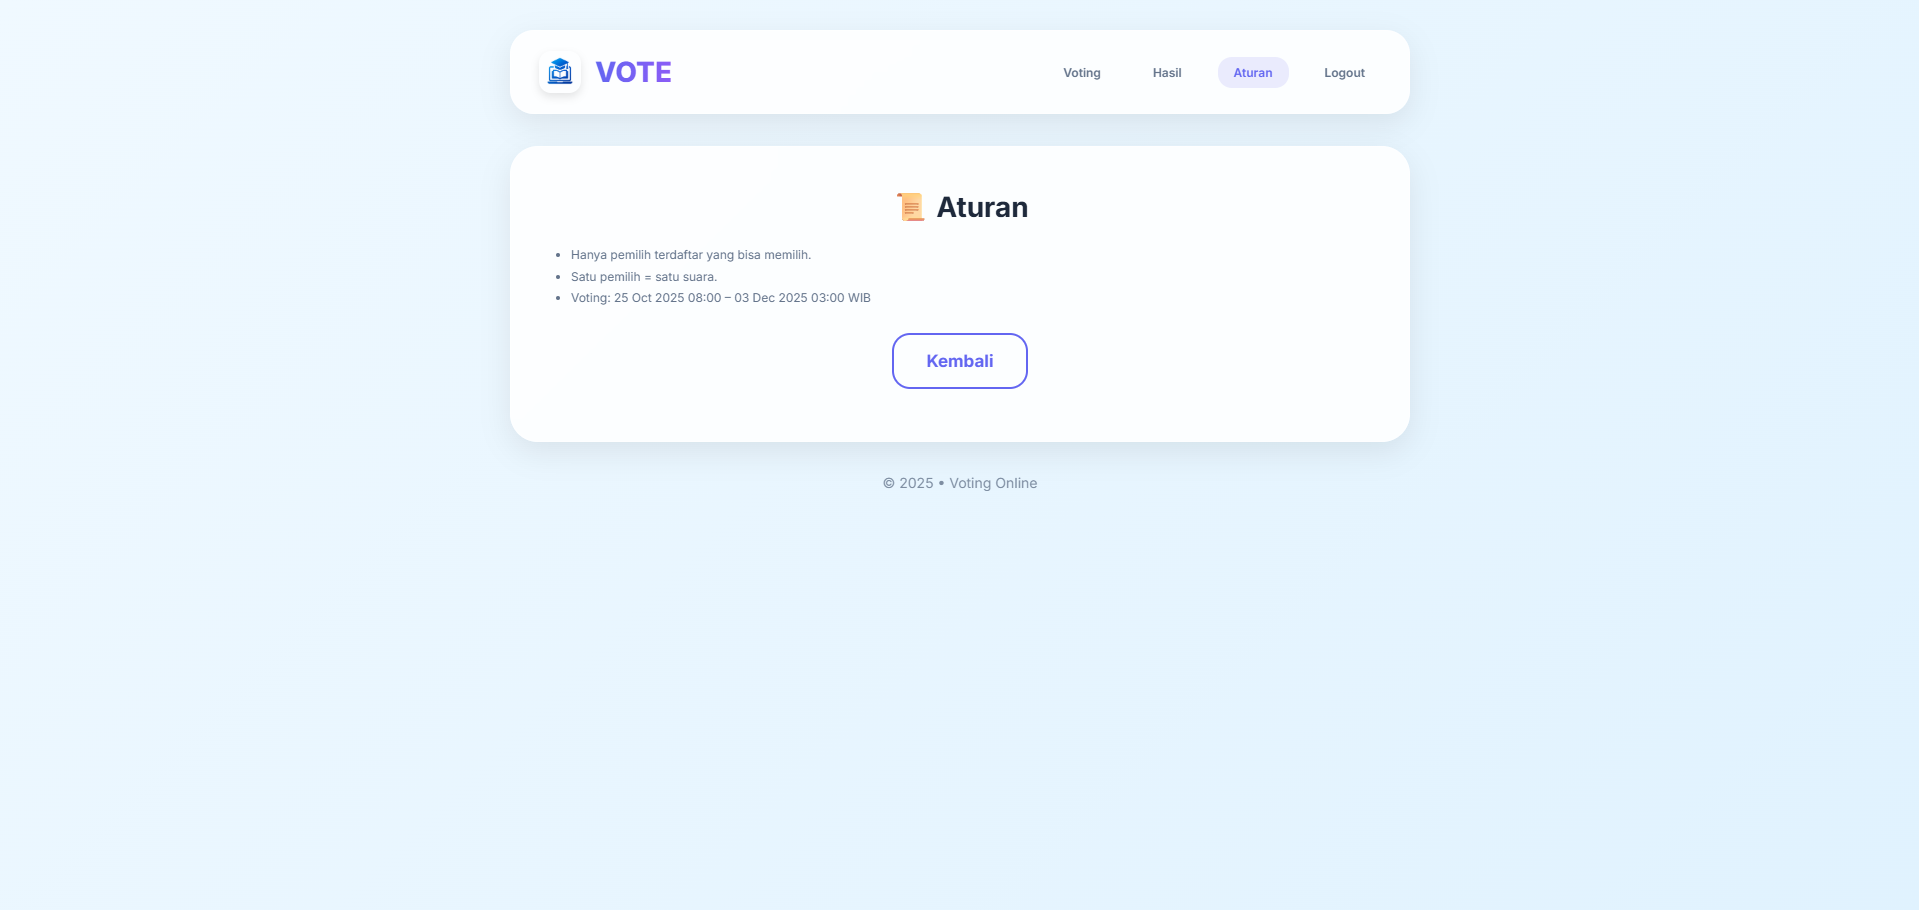 VOTE
Voting
Hasil
Aturan
Logout
📜 Aturan
• Hanya pemilih terdaftar yang bisa memilih.
• Satu pemilih = satu suara.
• Voting: 25 Oct 2025 08:00 – 03 Dec 2025 03:00 WIB
Kembali
© 2025 • Voting Online